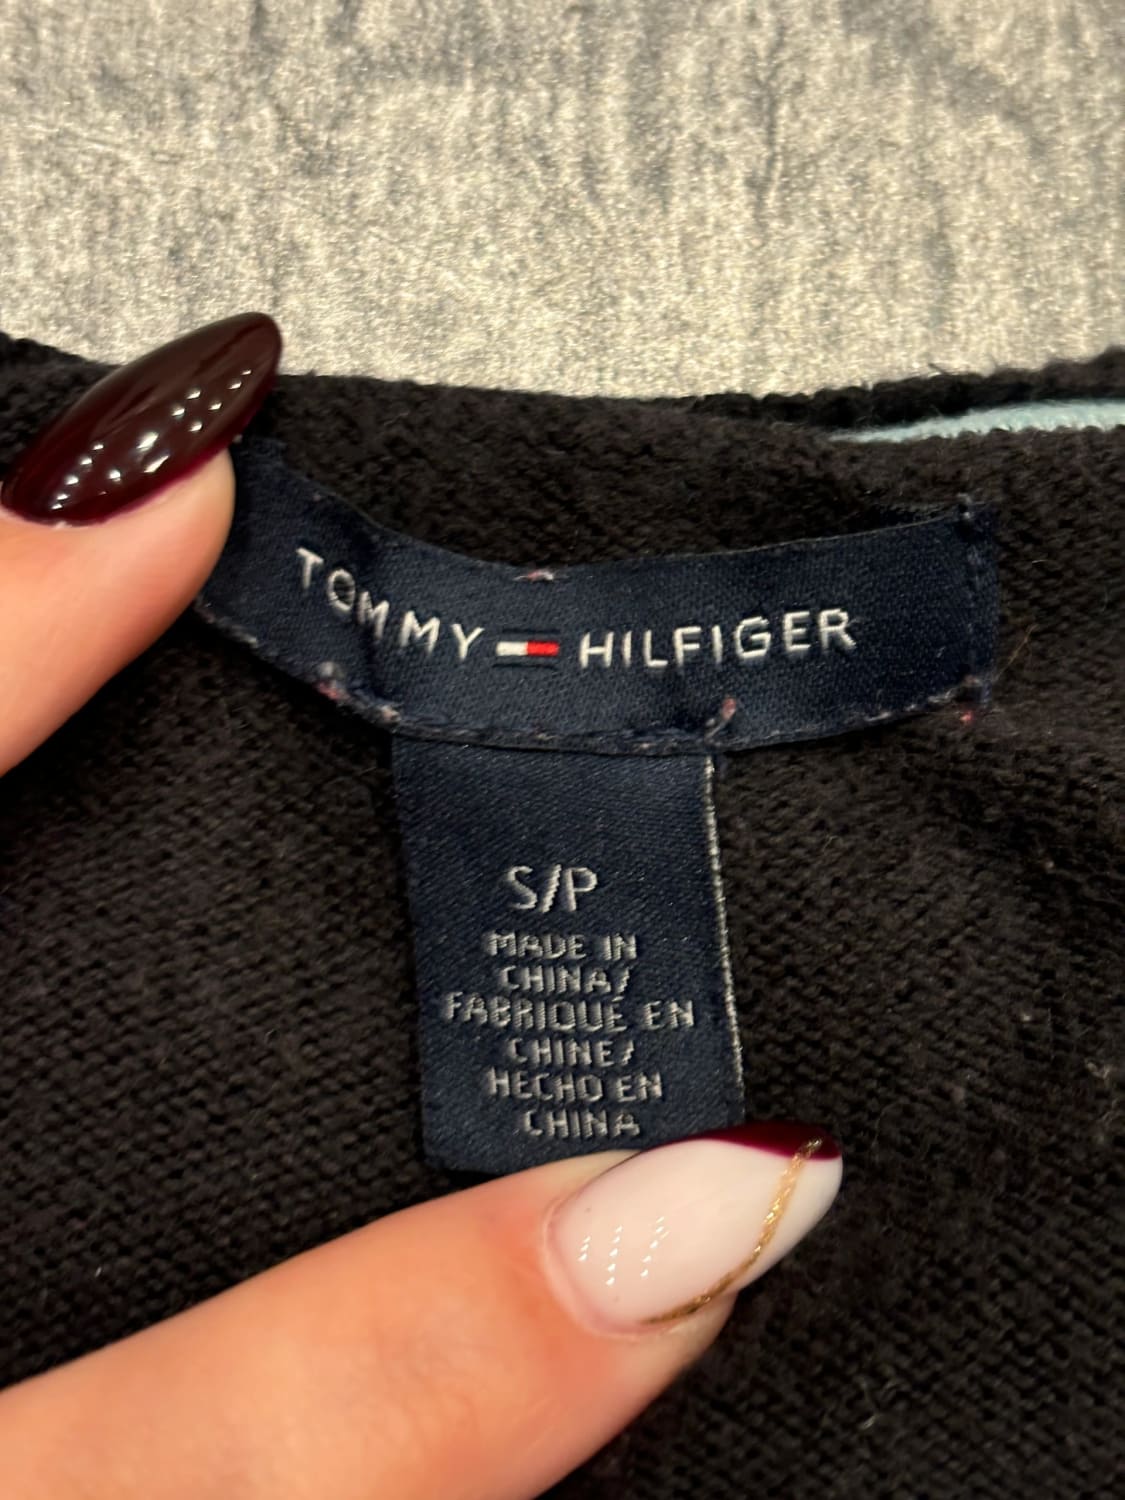 TOMMY HILFIGER
S/P
MADE IN
CHINA/
FABRIQUÉ EN
CHINE/
HECHO EN
CHINA